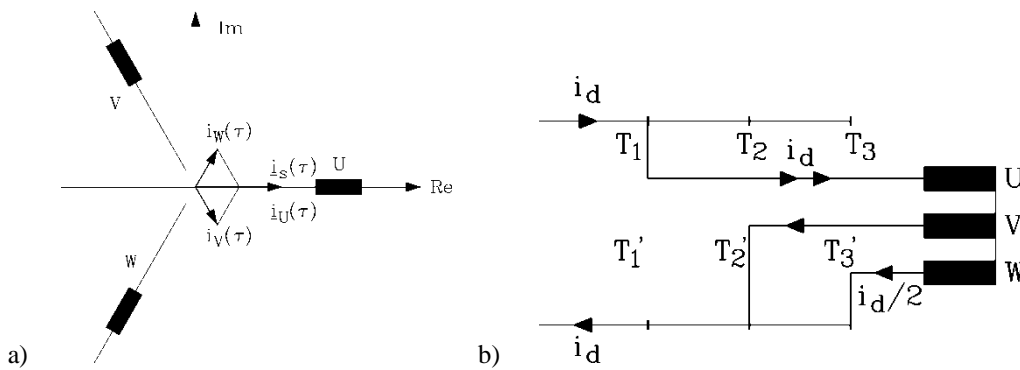 Im
V
i_W(τ)
i_s(τ)
U
Re
i_U(τ)
i_V(τ)
W
a)
i_d
T_1
T_2
T_3
i_d
U
V
T_1'
T_2'
T_3'
W
i_d/2
i_d
b)